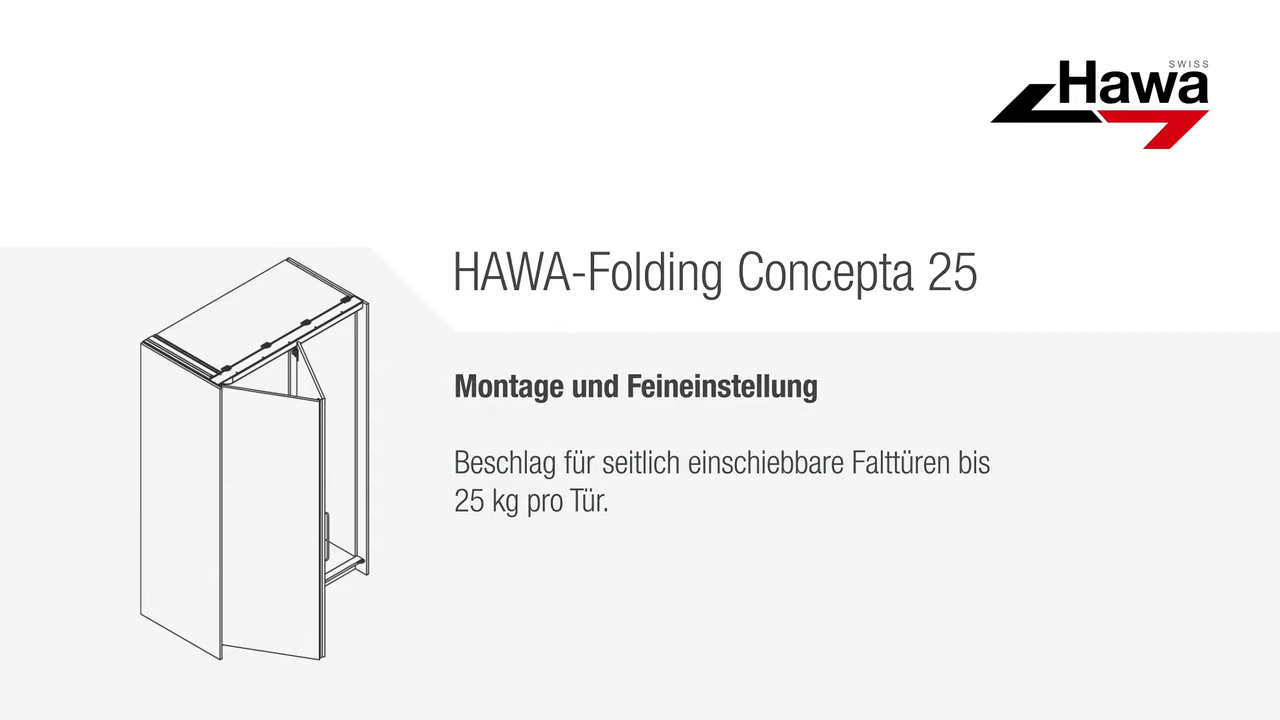 SWISS
Hawa
HAWA-Folding Concepta 25
Montage und Feineinstellung
Beschlag für seitlich einschiebbare Falttüren bis
25 kg pro Tür.